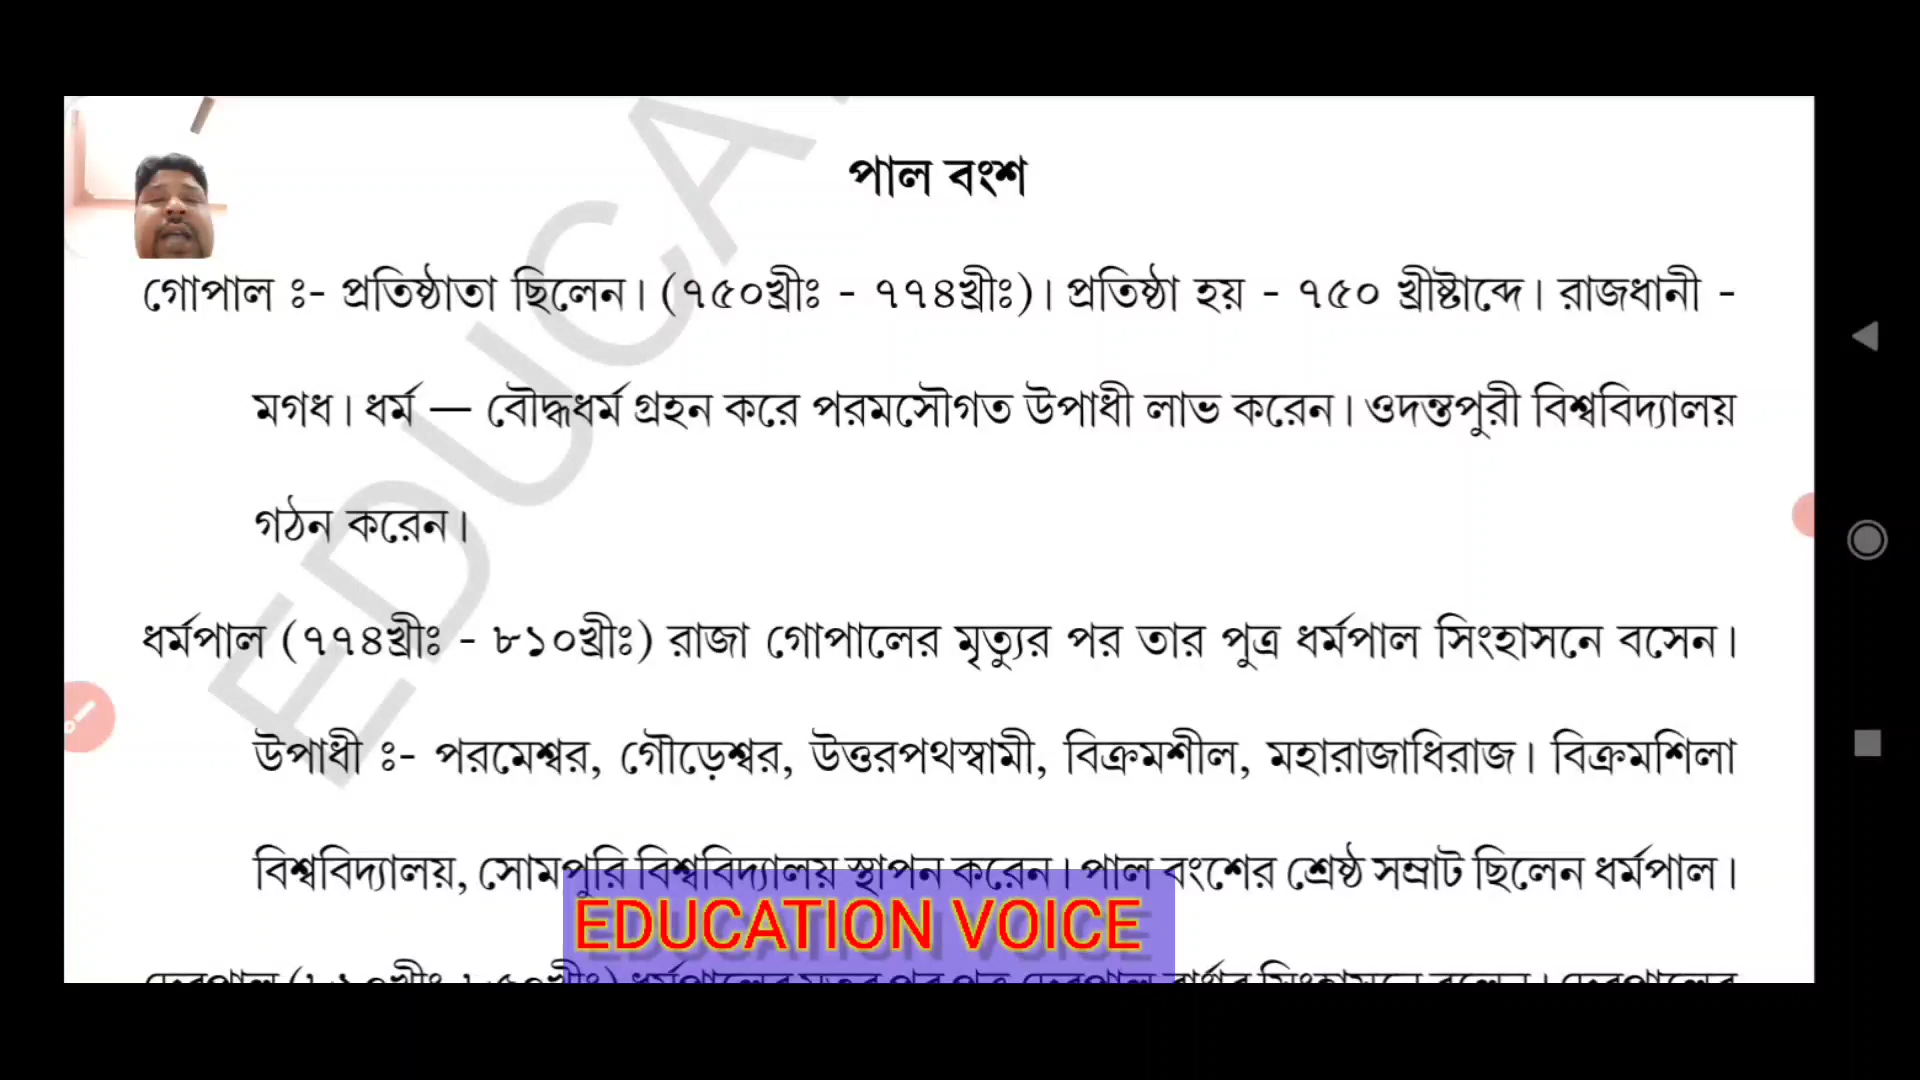 পাল বংশ
গোপাল ঃ- প্রতিষ্ঠাতা ছিলেন। (৭৫০খ্রীঃ - ৭৭৪খ্রীঃ)। প্রতিষ্ঠা হয় - ৭৫০ খ্রীষ্টাব্দে। রাজধানী -
মগধ। ধর্ম — বৌদ্ধধর্ম গ্রহন করে পরমসৌগত উপাধী লাভ করেন। ওদন্তপুরী বিশ্ববিদ্যালয়
গঠন করেন।
ধর্মপাল (৭৭৪খ্রীঃ - ৮১০খ্রীঃ) রাজা গোপালের মৃত্যুর পর তার পুত্র ধর্মপাল সিংহাসনে বসেন।
উপাধী ঃ- পরমেশ্বর, গৌড়েশ্বর, উত্তরপথস্বামী, বিক্রমশীল, মহারাজাধিরাজ। বিক্রমশিলা
বিশ্ববিদ্যালয়, সোমপুরি বিশ্ববিদ্যালয় স্থাপন করেন। পাল বংশের শ্রেষ্ঠ সম্রাট ছিলেন ধর্মপাল।
EDUCATION VOICE
EDUCA